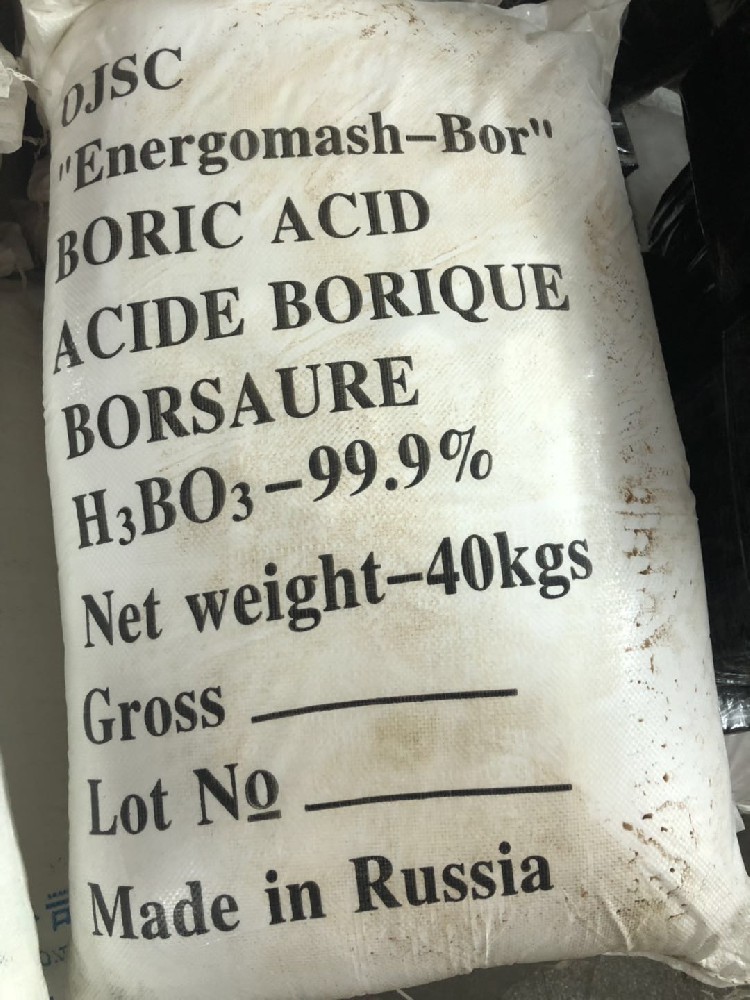 OJSC
"Energomash-Bor"
BORIC ACID
ACIDE BORIQUE
BORSAURE
H₃BO₃-99.9%
Net weight-40kgs
Gross
Lot No
Made in Russia